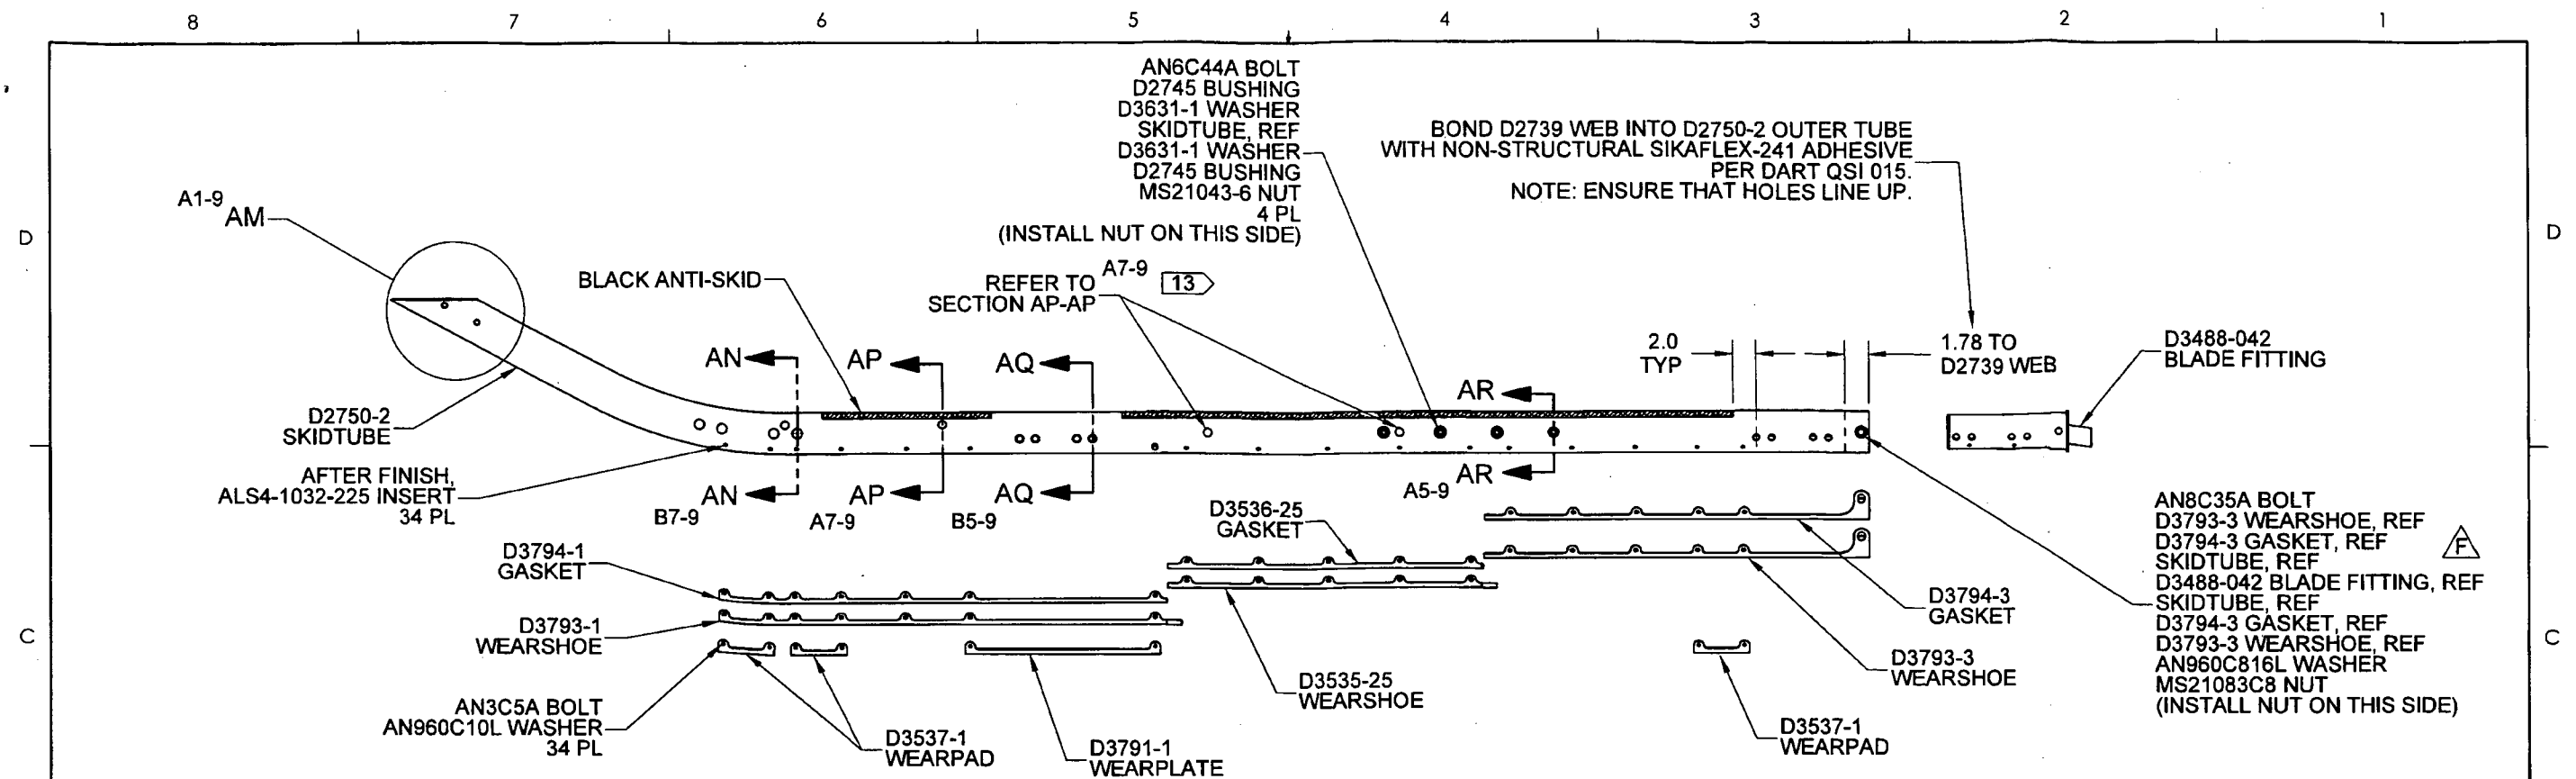 8 7 6 5 4 3 2 1
AN6C44A BOLT
D2745 BUSHING
D3631-1 WASHER
SKIDTUBE, REF
D3631-1 WASHER
D2745 BUSHING
MS21043-6 NUT
4 PL
(INSTALL NUT ON THIS SIDE)
BOND D2739 WEB INTO D2750-2 OUTER TUBE
WITH NON-STRUCTURAL SIKAFLEX-241 ADHESIVE
PER DART QSI 015.
NOTE: ENSURE THAT HOLES LINE UP.
A1-9
AM
D
D
BLACK ANTI-SKID
REFER TO
SECTION AP-AP
A7-9
13
2.0
TYP
1.78 TO
D2739 WEB
D3488-042
BLADE FITTING
AN
AP
AQ
AR
D2750-2
SKIDTUBE
AFTER FINISH,
ALS4-1032-225 INSERT
34 PL
AN
AP
AQ
AR
B7-9
A7-9
B5-9
A5-9
D3536-25
GASKET
D3794-1
GASKET
D3793-1
WEARSHOE
AN3C5A BOLT
AN960C10L WASHER
34 PL
D3537-1
WEARPAD
D3791-1
WEARPLATE
D3535-25
WEARSHOE
D3794-3
GASKET
D3793-3
WEARSHOE
D3537-1
WEARPAD
AN8C35A BOLT
D3793-3 WEARSHOE, REF
D3794-3 GASKET, REF
SKIDTUBE, REF
D3488-042 BLADE FITTING, REF
SKIDTUBE, REF
D3794-3 GASKET, REF
D3793-3 WEARSHOE, REF
AN960C816L WASHER
MS21083C8 NUT
(INSTALL NUT ON THIS SIDE)
F
C
C